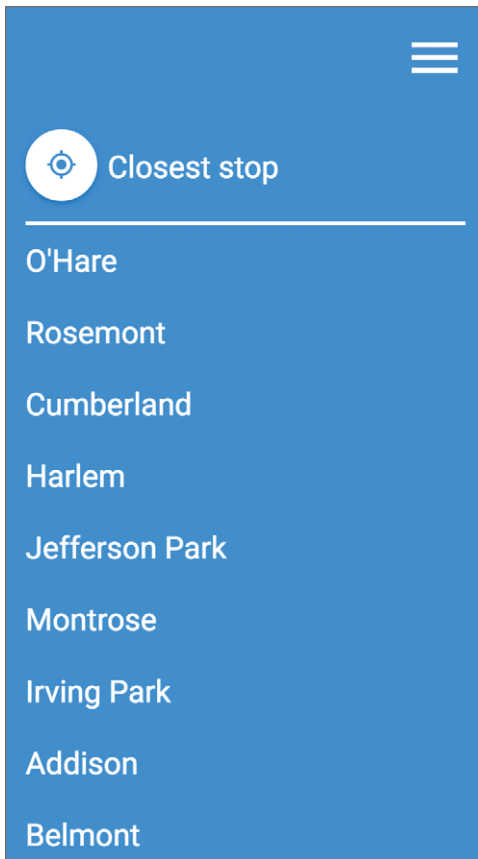 Closest stop
O'Hare
Rosemont
Cumberland
Harlem
Jefferson Park
Montrose
Irving Park
Addison
Belmont